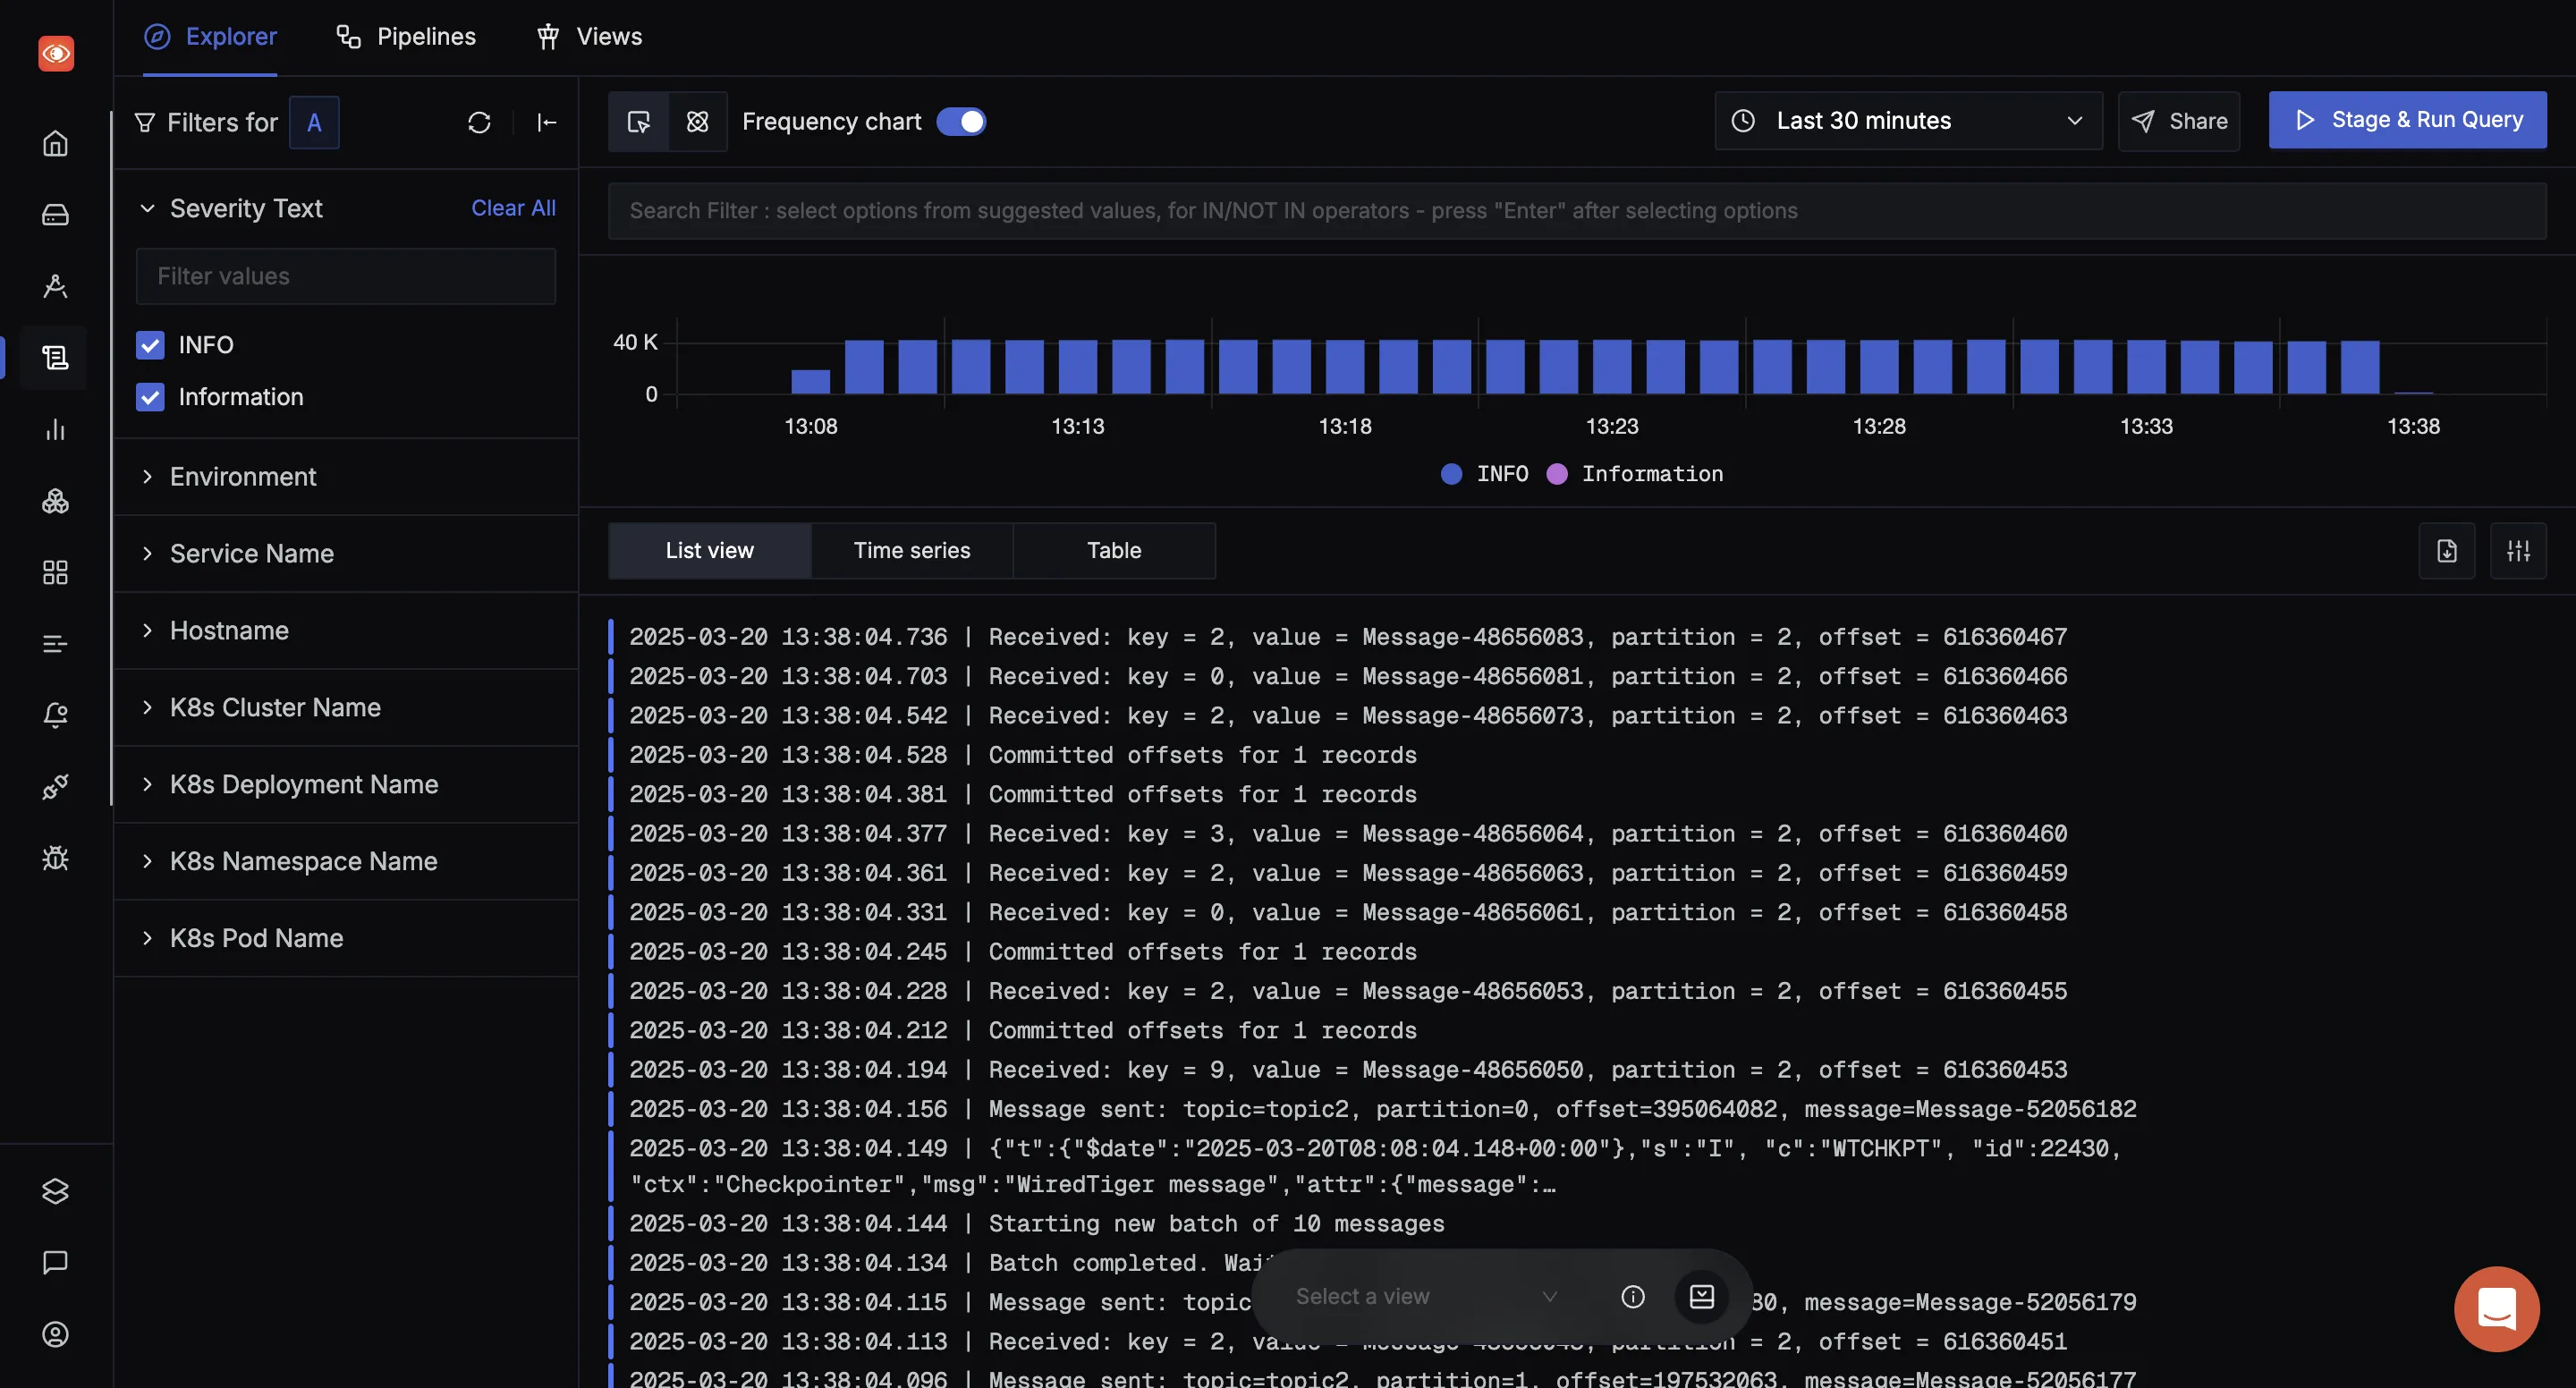 Explorer
Pipelines
Views
Filters for A
Frequency chart
Last 30 minutes
Share
Stage & Run Query
Severity Text
Clear All
Filter values
INFO
Information
Environment
Service Name
Hostname
K8s Cluster Name
K8s Deployment Name
K8s Namespace Name
K8s Pod Name
Search Filter : select options from suggested values, for IN/NOT IN operators - press "Enter" after selecting options
40 K
0
13:08 13:13 13:18 13:23 13:28 13:33 13:38
INFO Information
List view Time series Table
2025-03-20 13:38:04.736 | Received: key = 2, value = Message-48656083, partition = 2, offset = 616360467
2025-03-20 13:38:04.703 | Received: key = 0, value = Message-48656081, partition = 2, offset = 616360466
2025-03-20 13:38:04.542 | Received: key = 2, value = Message-48656073, partition = 2, offset = 616360463
2025-03-20 13:38:04.528 | Committed offsets for 1 records
2025-03-20 13:38:04.381 | Committed offsets for 1 records
2025-03-20 13:38:04.377 | Received: key = 3, value = Message-48656064, partition = 2, offset = 616360460
2025-03-20 13:38:04.361 | Received: key = 2, value = Message-48656063, partition = 2, offset = 616360459
2025-03-20 13:38:04.331 | Received: key = 0, value = Message-48656061, partition = 2, offset = 616360458
2025-03-20 13:38:04.245 | Committed offsets for 1 records
2025-03-20 13:38:04.228 | Received: key = 2, value = Message-48656053, partition = 2, offset = 616360455
2025-03-20 13:38:04.212 | Committed offsets for 1 records
2025-03-20 13:38:04.194 | Received: key = 9, value = Message-48656050, partition = 2, offset = 616360453
2025-03-20 13:38:04.156 | Message sent: topic=topic2, partition=0, offset=395064082, message=Message-52056182
2025-03-20 13:38:04.149 | {"t":{"$date":"2025-03-20T08:08:04.148+00:00"},"s":"I", "c":"WTCHKPT", "id":22430,
"ctx":"Checkpointer","msg":"WiredTiger message","attr":{"message":…
2025-03-20 13:38:04.144 | Starting new batch of 10 messages
2025-03-20 13:38:04.134 | Batch completed.
2025-03-20 13:38:04.115 | Message sent: message=Message-52056179
2025-03-20 13:38:04.113 | Received: key = 2, = 2, offset = 616360451
2025-03-20 13:38:04.096 | Message sent: topic=topic2, partition=1, offset=197532063, message=Message-52056177
Select a view